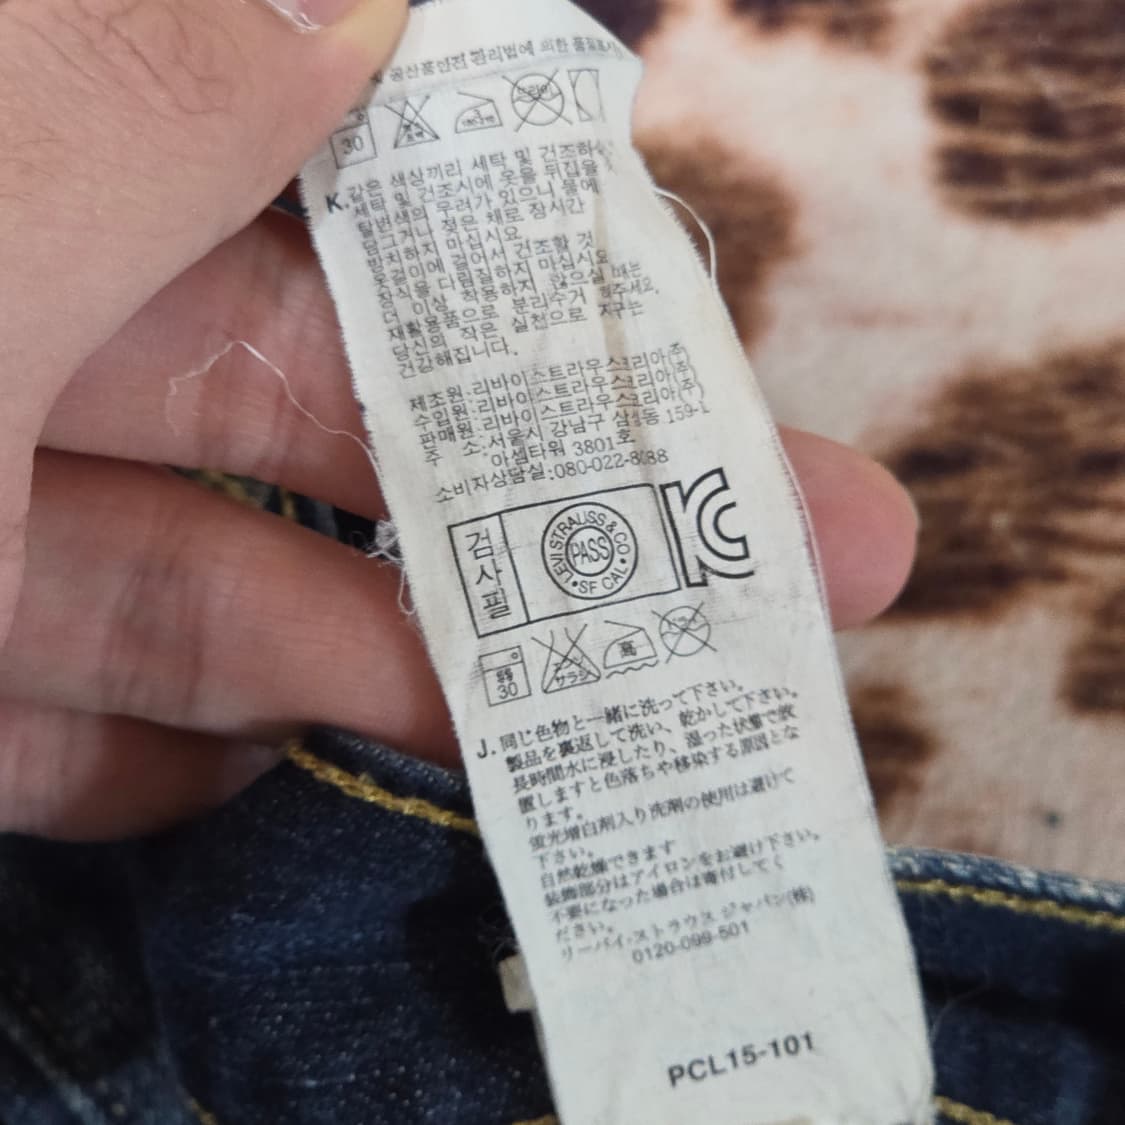 공산품안전 관리법에 의한 품질표시
드라이
30
K. 같은 색상끼리 세탁 및 건조하
세탁 및 건조시에 옷을 뒤집을
탈변색의 우려가 있으니 물에
담그거나 젖은 채로 장시간
방치하지 마십시요
옷걸이에 걸어서 건조할 것
장식에 다림질하지 마십시요
더 이상 착용하지 않으실 때는
재활용품으로 분리수거 해주세요.
당신의 작은 실천으로 지구는
건강해집니다.
제조원:리바이스트라우스코리아(주)
수입원:리바이스트라우스코리아(주)
판매원:리바이스트라우스코리아(주)
주 소:서울시 강남구 삼성동 159-1
아셈타워 3801호
소비자상담실:080-022-8888
검사필
LEVI STRAUSS & CO
PASS
SF CAL
弱
30
エンソ
サラシ
高
J. 同じ色物と一緒に洗って下さい。
製品を裏返して洗い、乾かして下さい。
長時間水に浸したり、湿った状態で放
置しますと色落ちや移染する原因とな
ります。
蛍光増白剤入り洗剤の使用は避けて
下さい。
自然乾燥できます
装飾部分はアイロンをお避け下さい。
不要になった場合は寄付してく
ださい。
リーバイ・ストラウス ジャパン(株)
0120-099-501
PCL15-101